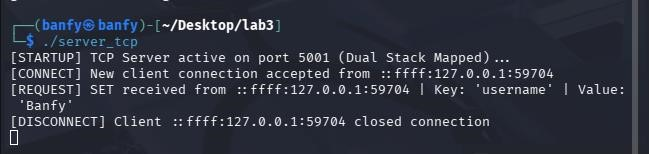 ┌──(banfy㉿banfy)-[~/Desktop/lab3]
└─$ ./server_tcp
[STARTUP] TCP Server active on port 5001 (Dual Stack Mapped)...
[CONNECT] New client connection accepted from ::ffff:127.0.0.1:59704
[REQUEST] SET received from ::ffff:127.0.0.1:59704 | Key: 'username' | Value:
'Banfy'
[DISCONNECT] Client ::ffff:127.0.0.1:59704 closed connection